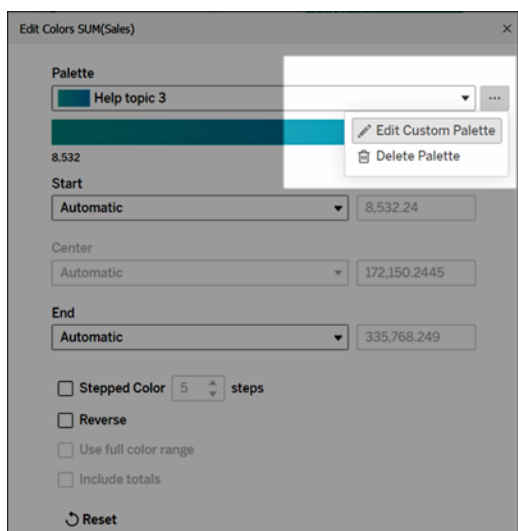 Edit Colors SUM(Sales)
Palette
Help topic 3
Edit Custom Palette
Delete Palette
8,532
Start
Automatic 8,532.24
Center
Automatic 172,150.2445
End
Automatic 335,768.249
Stepped Color 5 steps
Reverse
Use full color range
Include totals
Reset